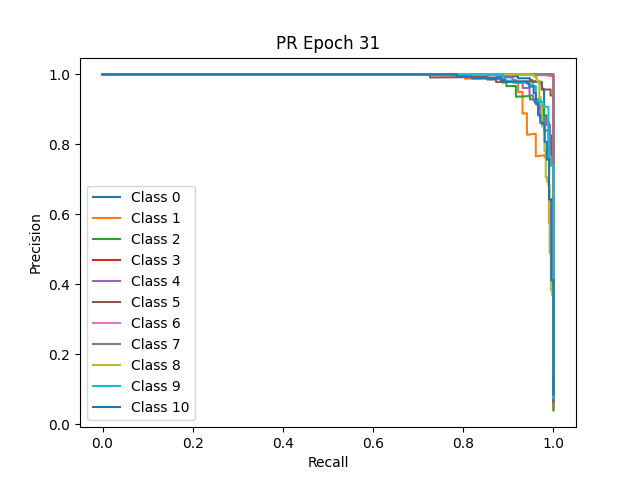 PR Epoch 31
Precision
1.0
0.8
0.6
0.4
0.2
0.0
Class 0
Class 1
Class 2
Class 3
Class 4
Class 5
Class 6
Class 7
Class 8
Class 9
Class 10
0.0 0.2 0.4 0.6 0.8 1.0
Recall